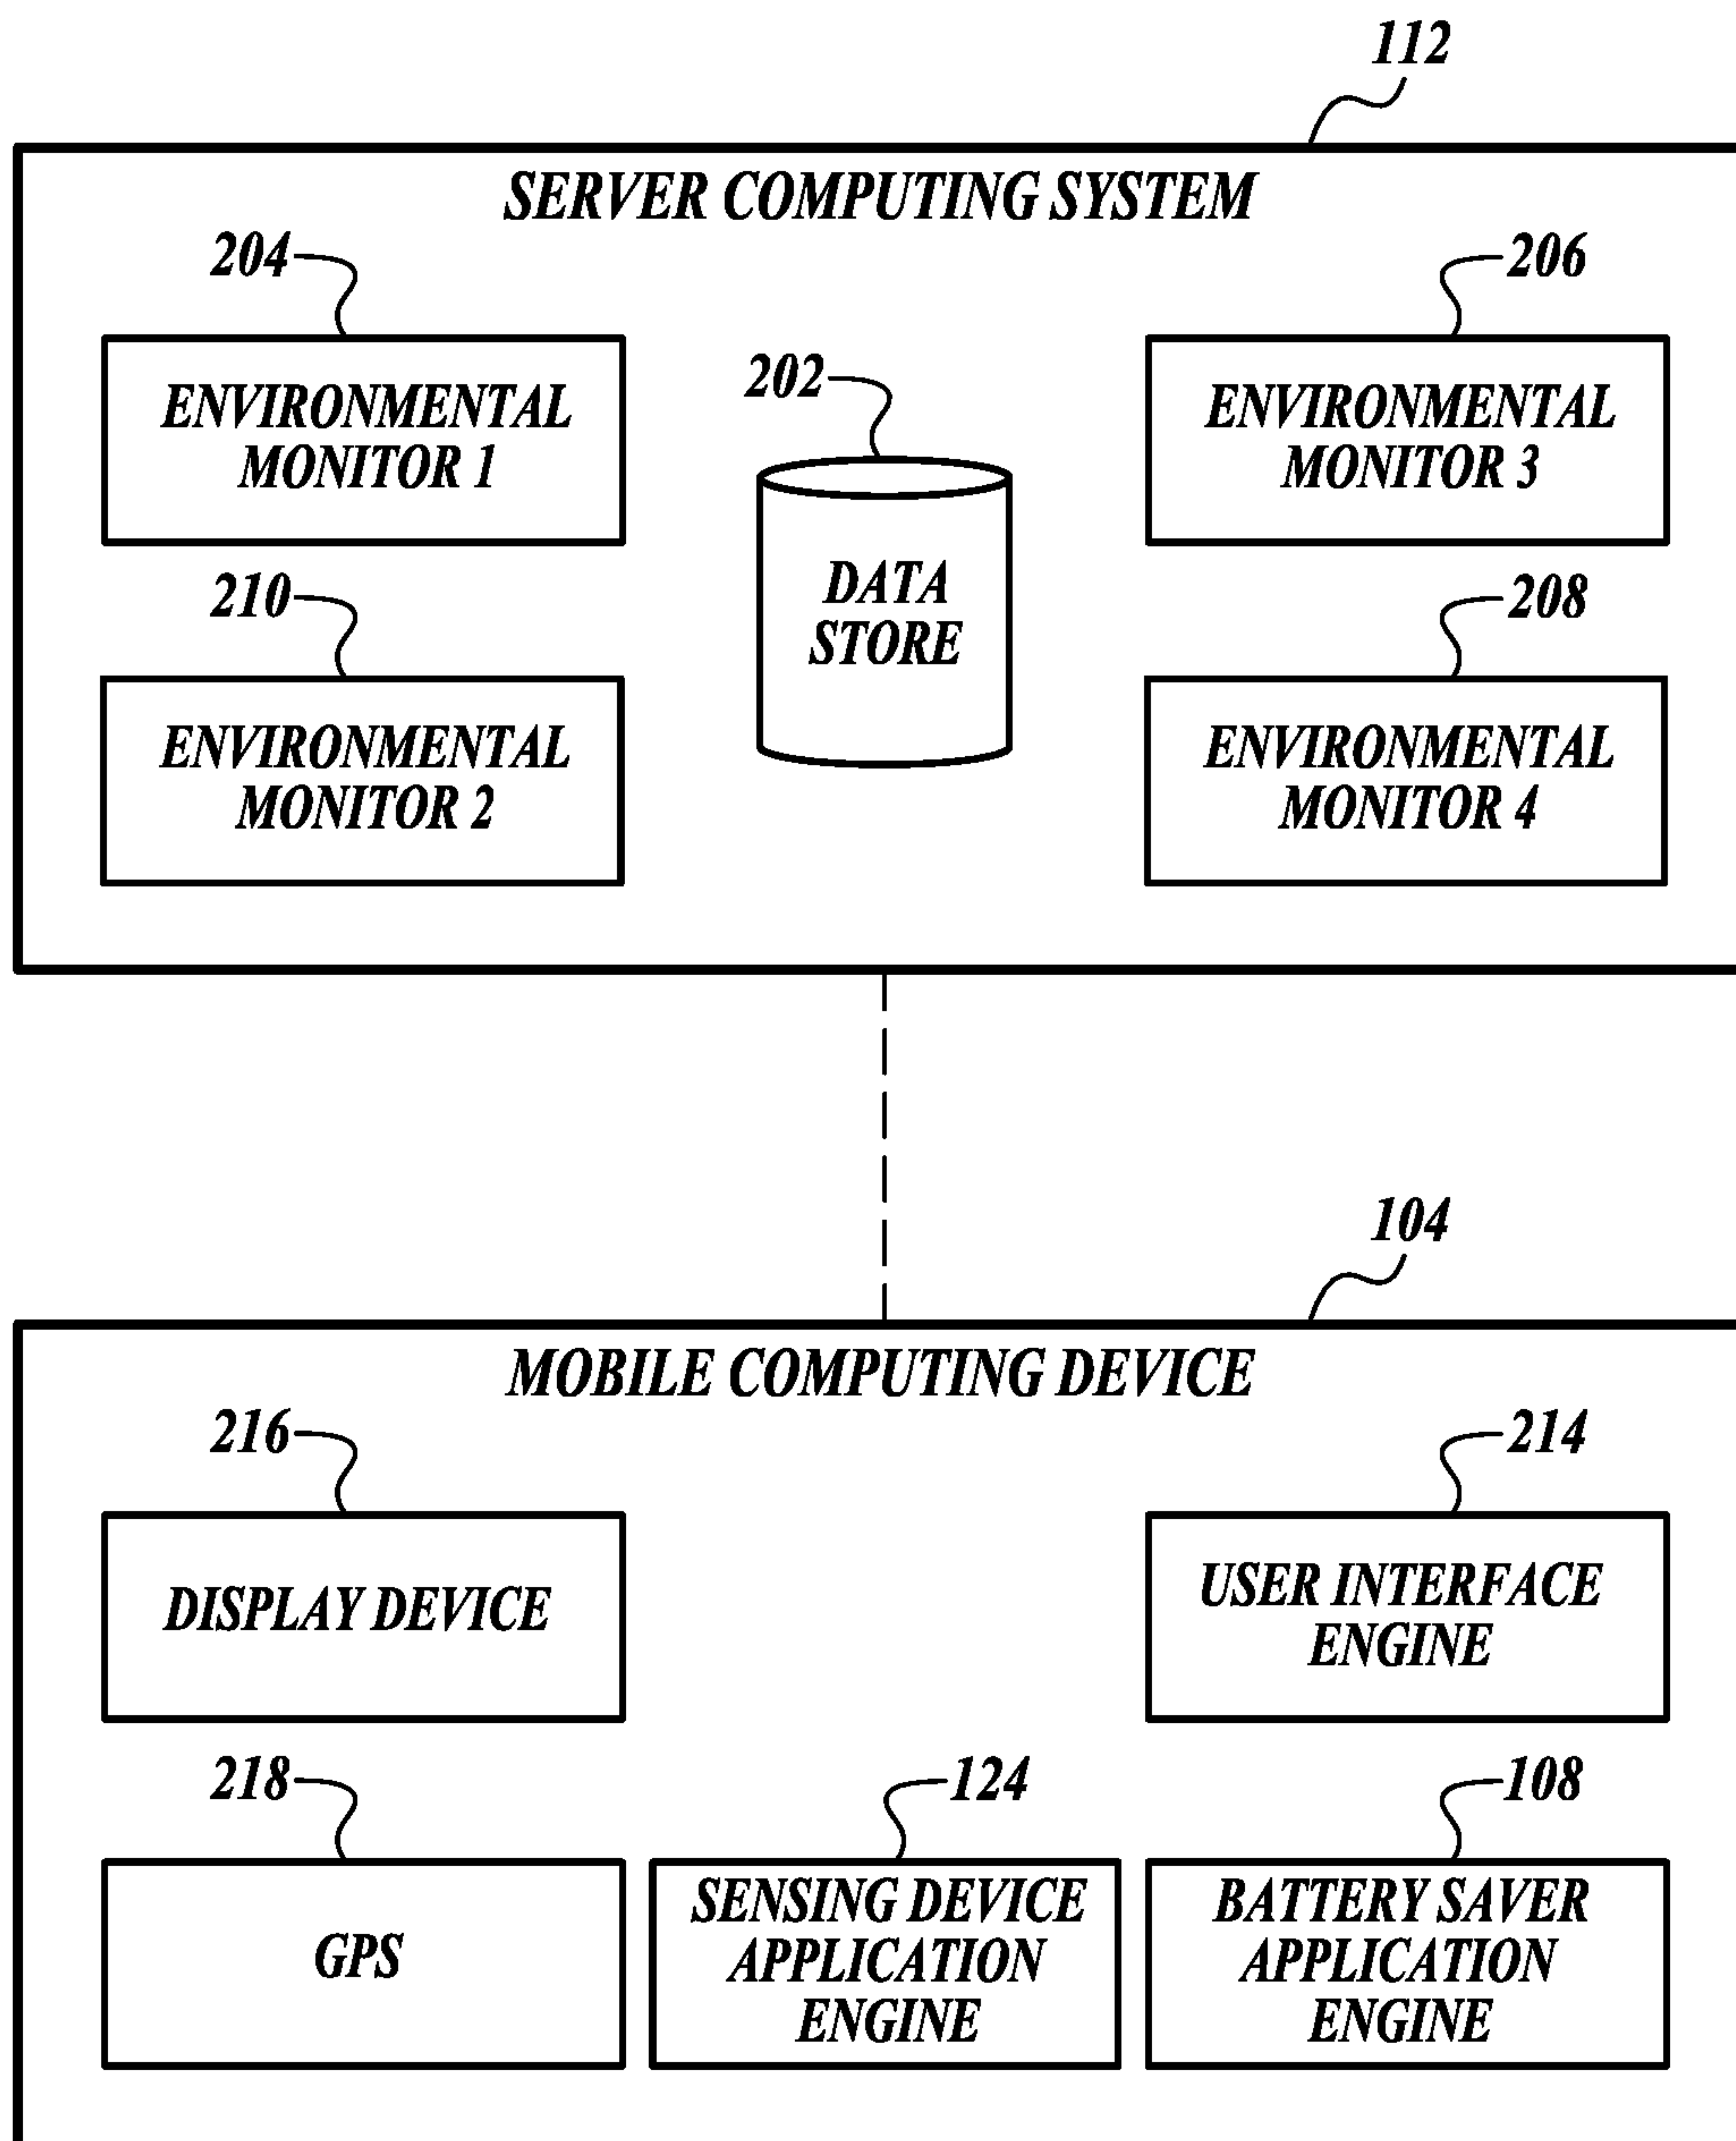 112
SERVER COMPUTING SYSTEM
204
206
202
ENVIRONMENTAL
MONITOR 1
ENVIRONMENTAL
MONITOR 3
DATA
STORE
210
208
ENVIRONMENTAL
MONITOR 2
ENVIRONMENTAL
MONITOR 4
104
MOBILE COMPUTING DEVICE
216
214
DISPLAY DEVICE
USER INTERFACE
ENGINE
218
124
108
GPS
SENSING DEVICE
APPLICATION
ENGINE
BATTERY SAVER
APPLICATION
ENGINE